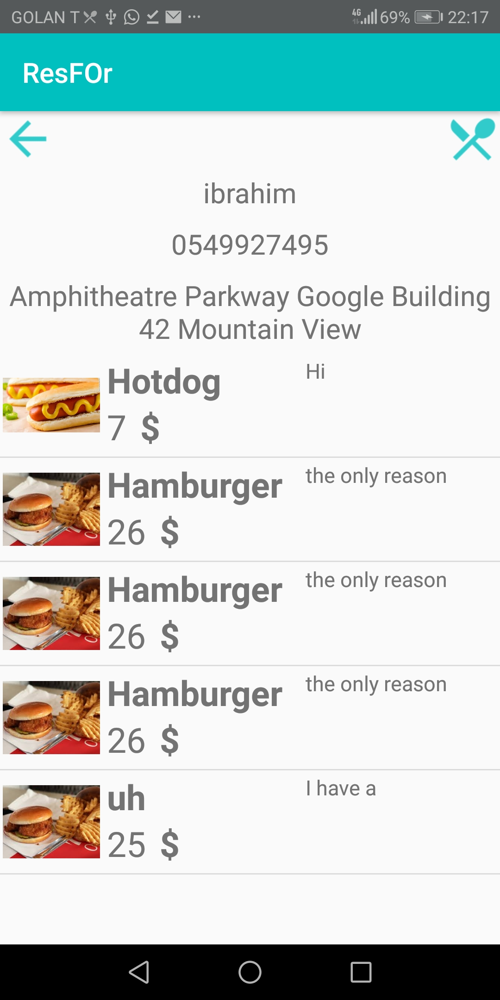 GOLAN T 4G 69% 22:17
ResFOr
ibrahim
0549927495
Amphitheatre Parkway Google Building
42 Mountain View
Hotdog
Hi
7 $
Hamburger
the only reason
26 $
Hamburger
the only reason
26 $
Hamburger
the only reason
26 $
uh
I have a
25 $